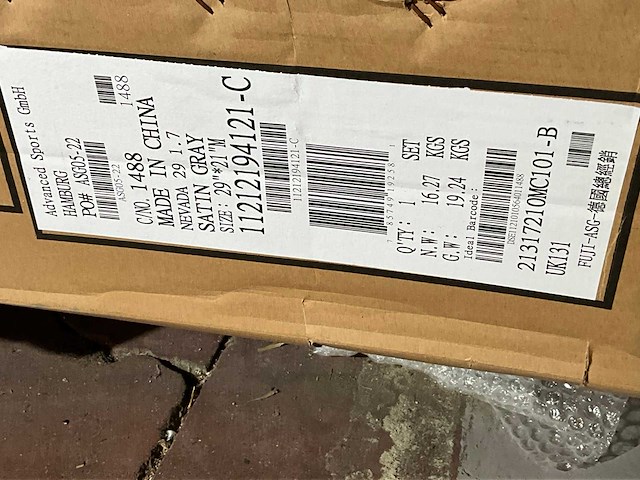 Advanced Sports GmbH
HAMBURG
PO# ASG05-22
ASG05-22
1488
C/NO. 1488
MADE IN CHINA
NEVADA 29 1.7
SATIN GRAY
SIZE: 29"*21"M
11212194121-C
11212194121-C
Q'TY: 1 SET
N.W: 16.27 KGS
G.W: 19.24 KGS
Ideal Barcode:
21317210MC101-B
UK131
FUJI-ASG-德國總經銷